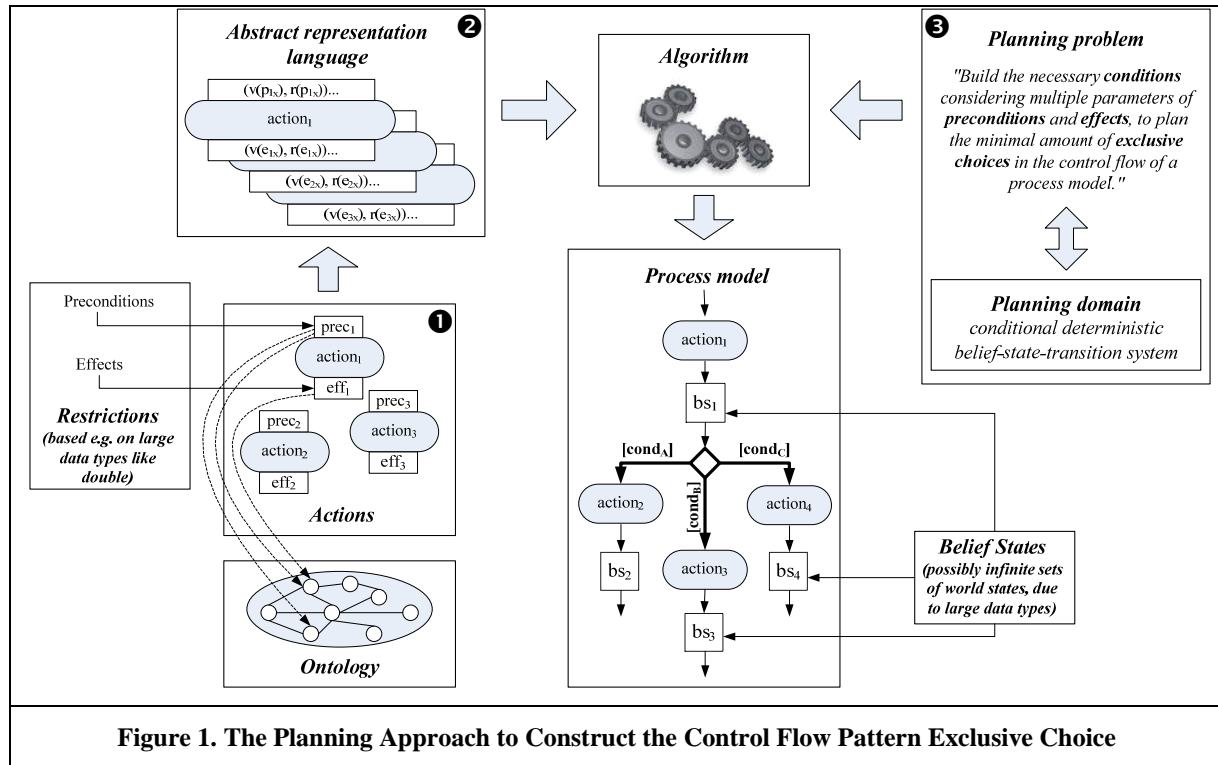 ❷
Abstract representation
language
(v(p1x), r(p1x))...
action1
(v(e1x), r(e1x))...
(v(e2x), r(e2x))...
(v(e3x), r(e3x))...
Algorithm
❸
Planning problem
"Build the necessary conditions
considering multiple parameters of
preconditions and effects, to plan
the minimal amount of exclusive
choices in the control flow of a
process model."
Planning domain
conditional deterministic
belief-state-transition system
Preconditions
Effects
Restrictions
(based e.g. on large
data types like
double)
❶
prec1
action1
eff1
prec2
action2
eff2
prec3
action3
eff3
Actions
Ontology
Process model
action1
bs1
[condA]
[condB]
[condC]
action2
bs2
action3
bs3
action4
bs4
Belief States
(possibly infinite sets
of world states, due
to large data types)
Figure 1. The Planning Approach to Construct the Control Flow Pattern Exclusive Choice